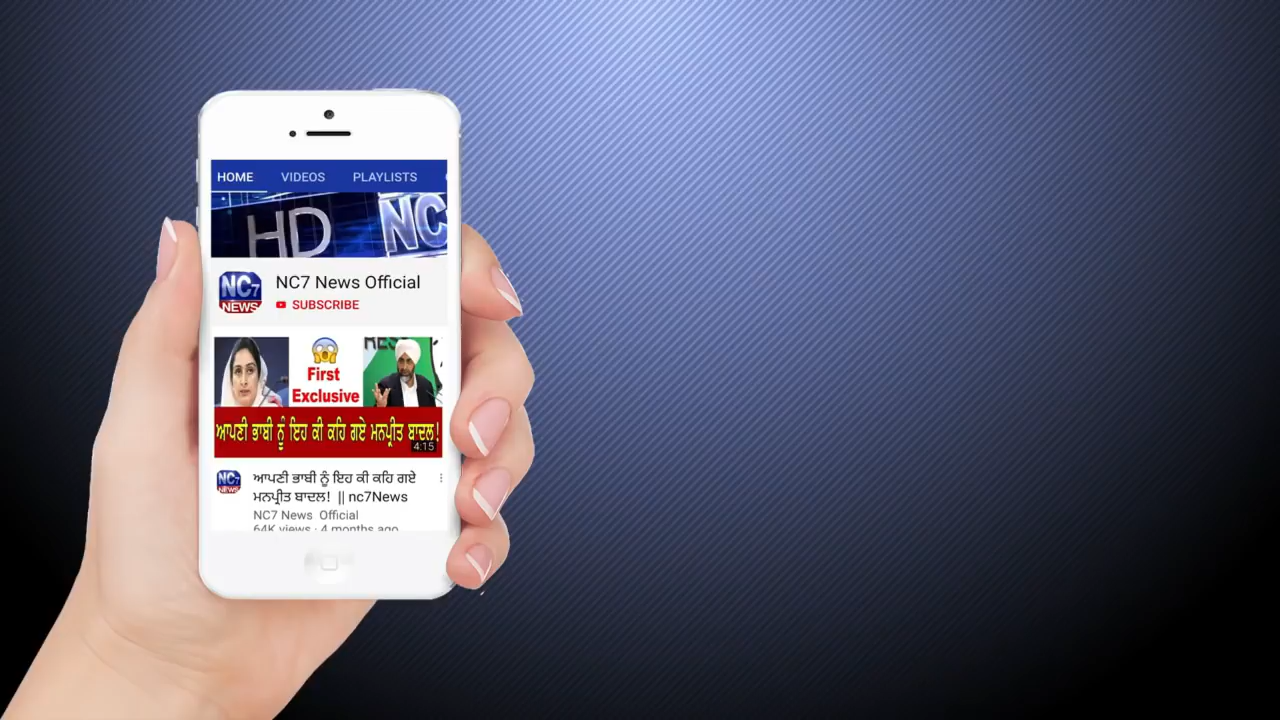 HOME VIDEOS PLAYLISTS
HD NC
NC7 NEWS
NC7 News Official
SUBSCRIBE
RES
First
Exclusive
ਆਪਣੀ ਭਾਬੀ ਨੂੰ ਇਹ ਕੀ ਕਹਿ ਗਏ ਮਨਪ੍ਰੀਤ ਬਾਦਲ!
4:15
NC7 NEWS
ਆਪਣੀ ਭਾਬੀ ਨੂੰ ਇਹ ਕੀ ਕਹਿ ਗਏ
ਮਨਪ੍ਰੀਤ ਬਾਦਲ! || nc7News
NC7 News Official
64K views · 4 months ago